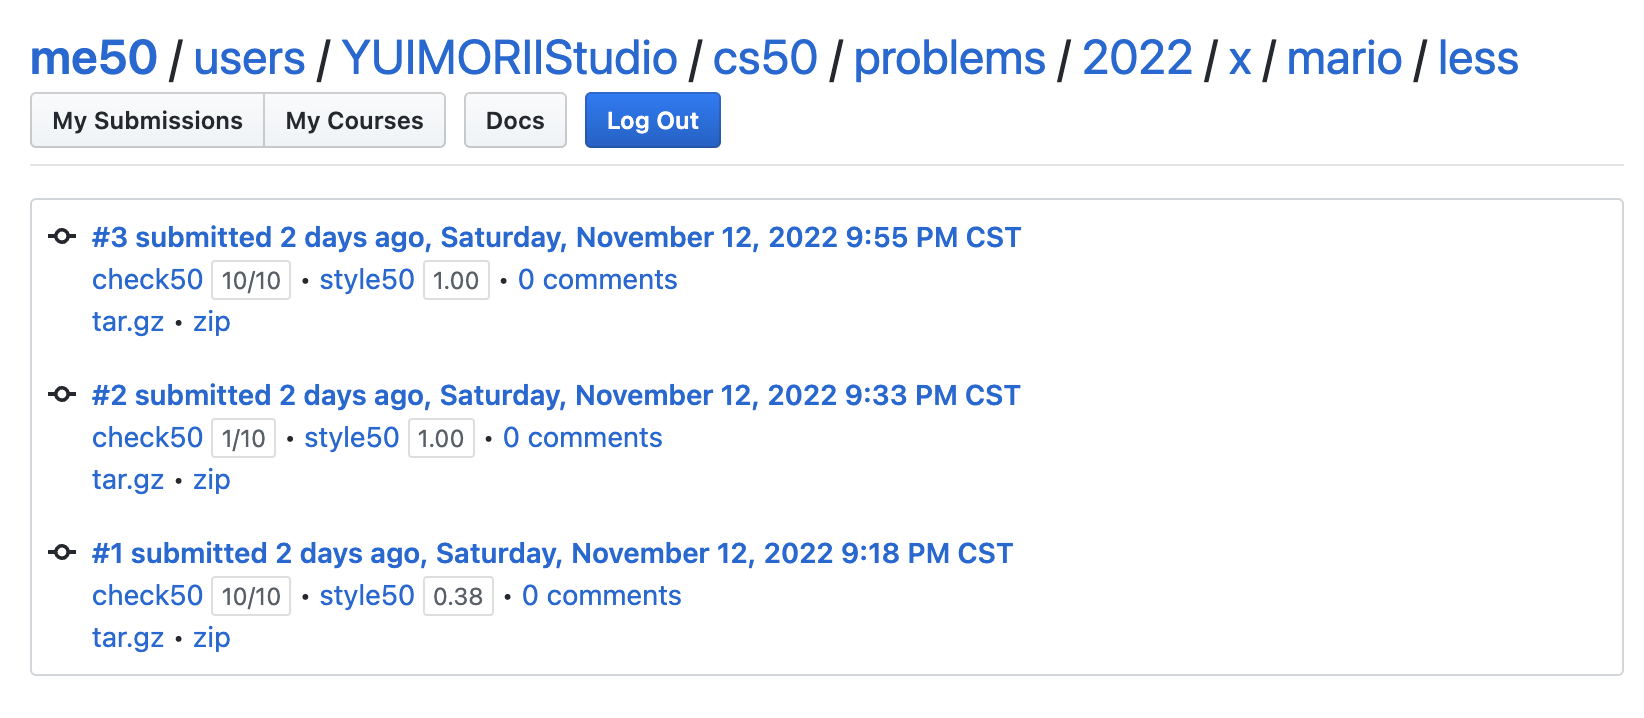 me50 / users / YUIMORIIStudio / cs50 / problems / 2022 / x / mario / less
My Submissions My Courses Docs Log Out
#3 submitted 2 days ago, Saturday, November 12, 2022 9:55 PM CST
check50 10/10 • style50 1.00 • 0 comments
tar.gz • zip
#2 submitted 2 days ago, Saturday, November 12, 2022 9:33 PM CST
check50 1/10 • style50 1.00 • 0 comments
tar.gz • zip
#1 submitted 2 days ago, Saturday, November 12, 2022 9:18 PM CST
check50 10/10 • style50 0.38 • 0 comments
tar.gz • zip